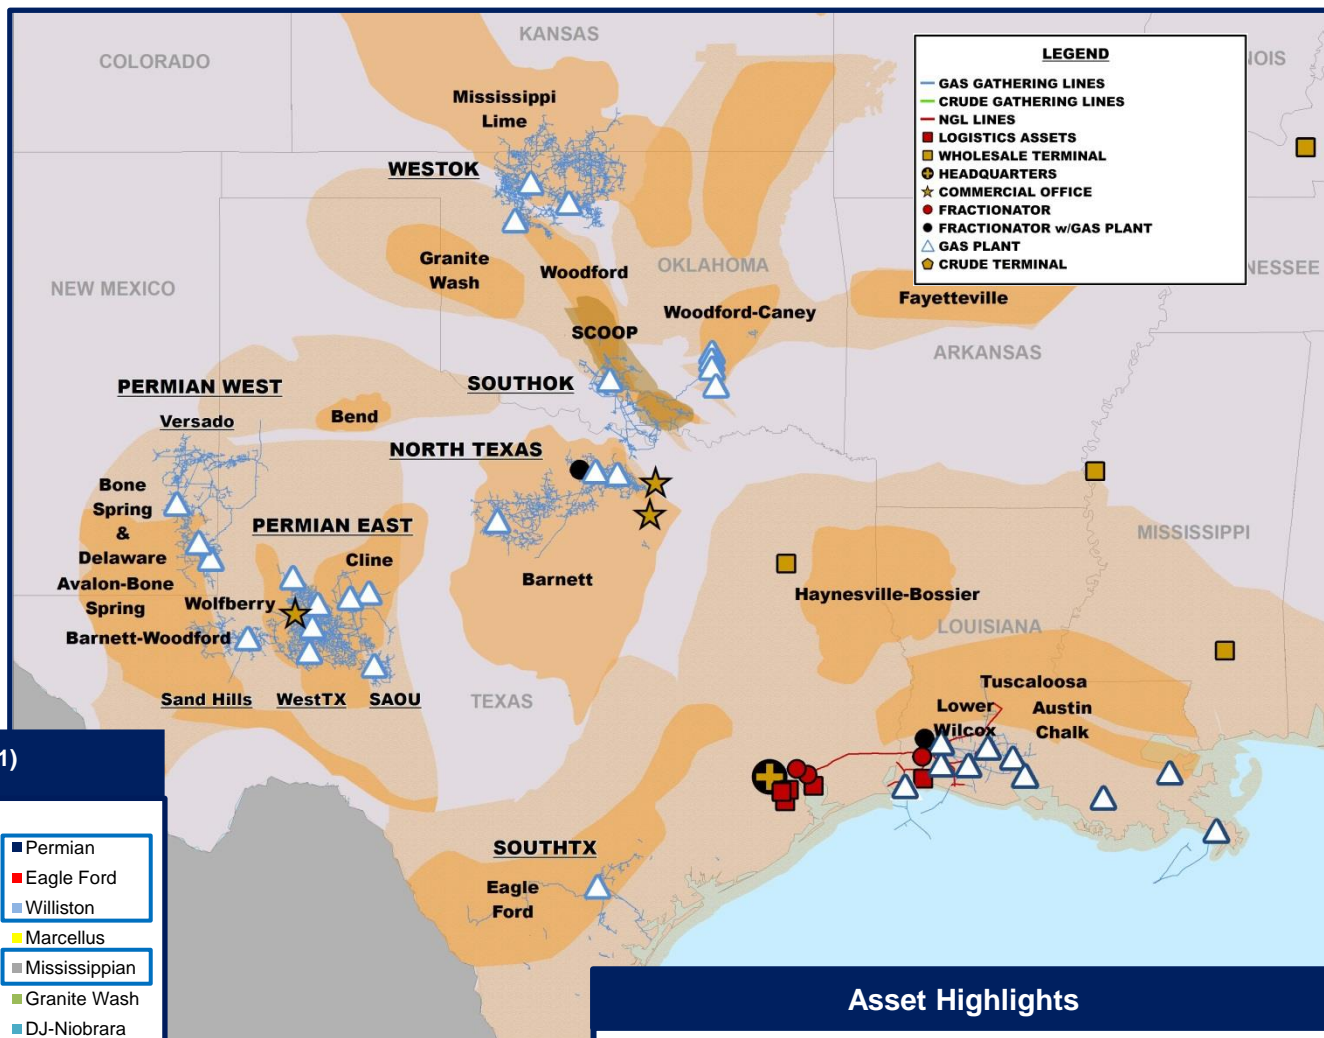 COLORADO
KANSAS
LEGEND
GAS GATHERING LINES
CRUDE GATHERING LINES
NGL LINES
LOGISTICS ASSETS
WHOLESALE TERMINAL
HEADQUARTERS
COMMERCIAL OFFICE
FRACTIONATOR
FRACTIONATOR w/GAS PLANT
GAS PLANT
CRUDE TERMINAL
NOIS
NESSEE
Mississippi
Lime
WESTOK
Granite
Wash
Woodford
OKLAHOMA
NEW MEXICO
Fayetteville
Woodford-Caney
SCOOP
ARKANSAS
PERMIAN WEST
SOUTHOK
Versado
Bend
NORTH TEXAS
Bone
Spring
&
Delaware
Avalon-Bone
Spring
PERMIAN EAST
Cline
MISSISSIPPI
Barnett
Wolfberry
Haynesville-Bossier
Barnett-Woodford
LOUISIANA
Sand Hills
WestTX
SAOU
TEXAS
Tuscaloosa
Lower
Wilcox
Austin
Chalk
SOUTHTX
Eagle
Ford
1)
Permian
Eagle Ford
Williston
Marcellus
Mississippian
Granite Wash
DJ-Niobrara
Asset Highlights